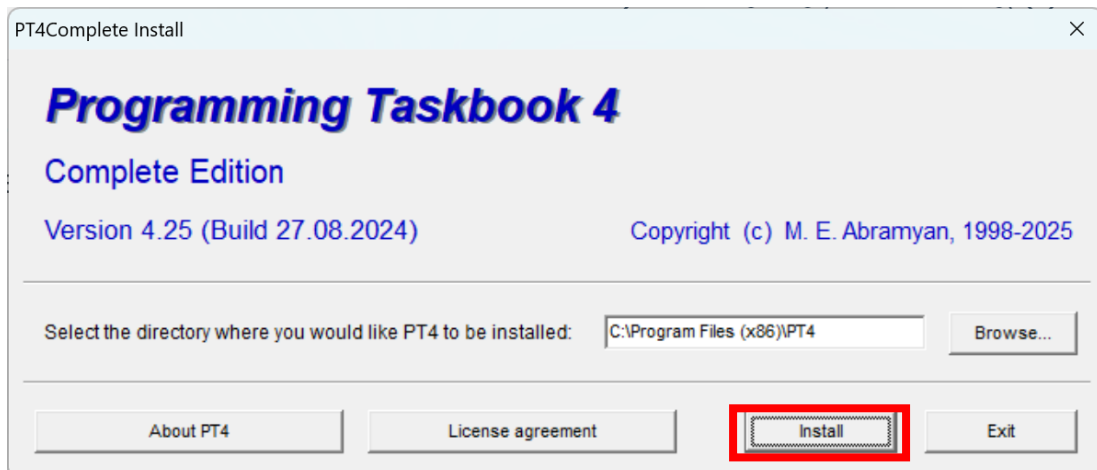 PT4Complete Install
Programming Taskbook 4
Complete Edition
Version 4.25 (Build 27.08.2024)
Copyright (c) M. E. Abramyan, 1998-2025
Select the directory where you would like PT4 to be installed:
C:\Program Files (x86)\PT4
Browse...
About PT4
License agreement
Install
Exit